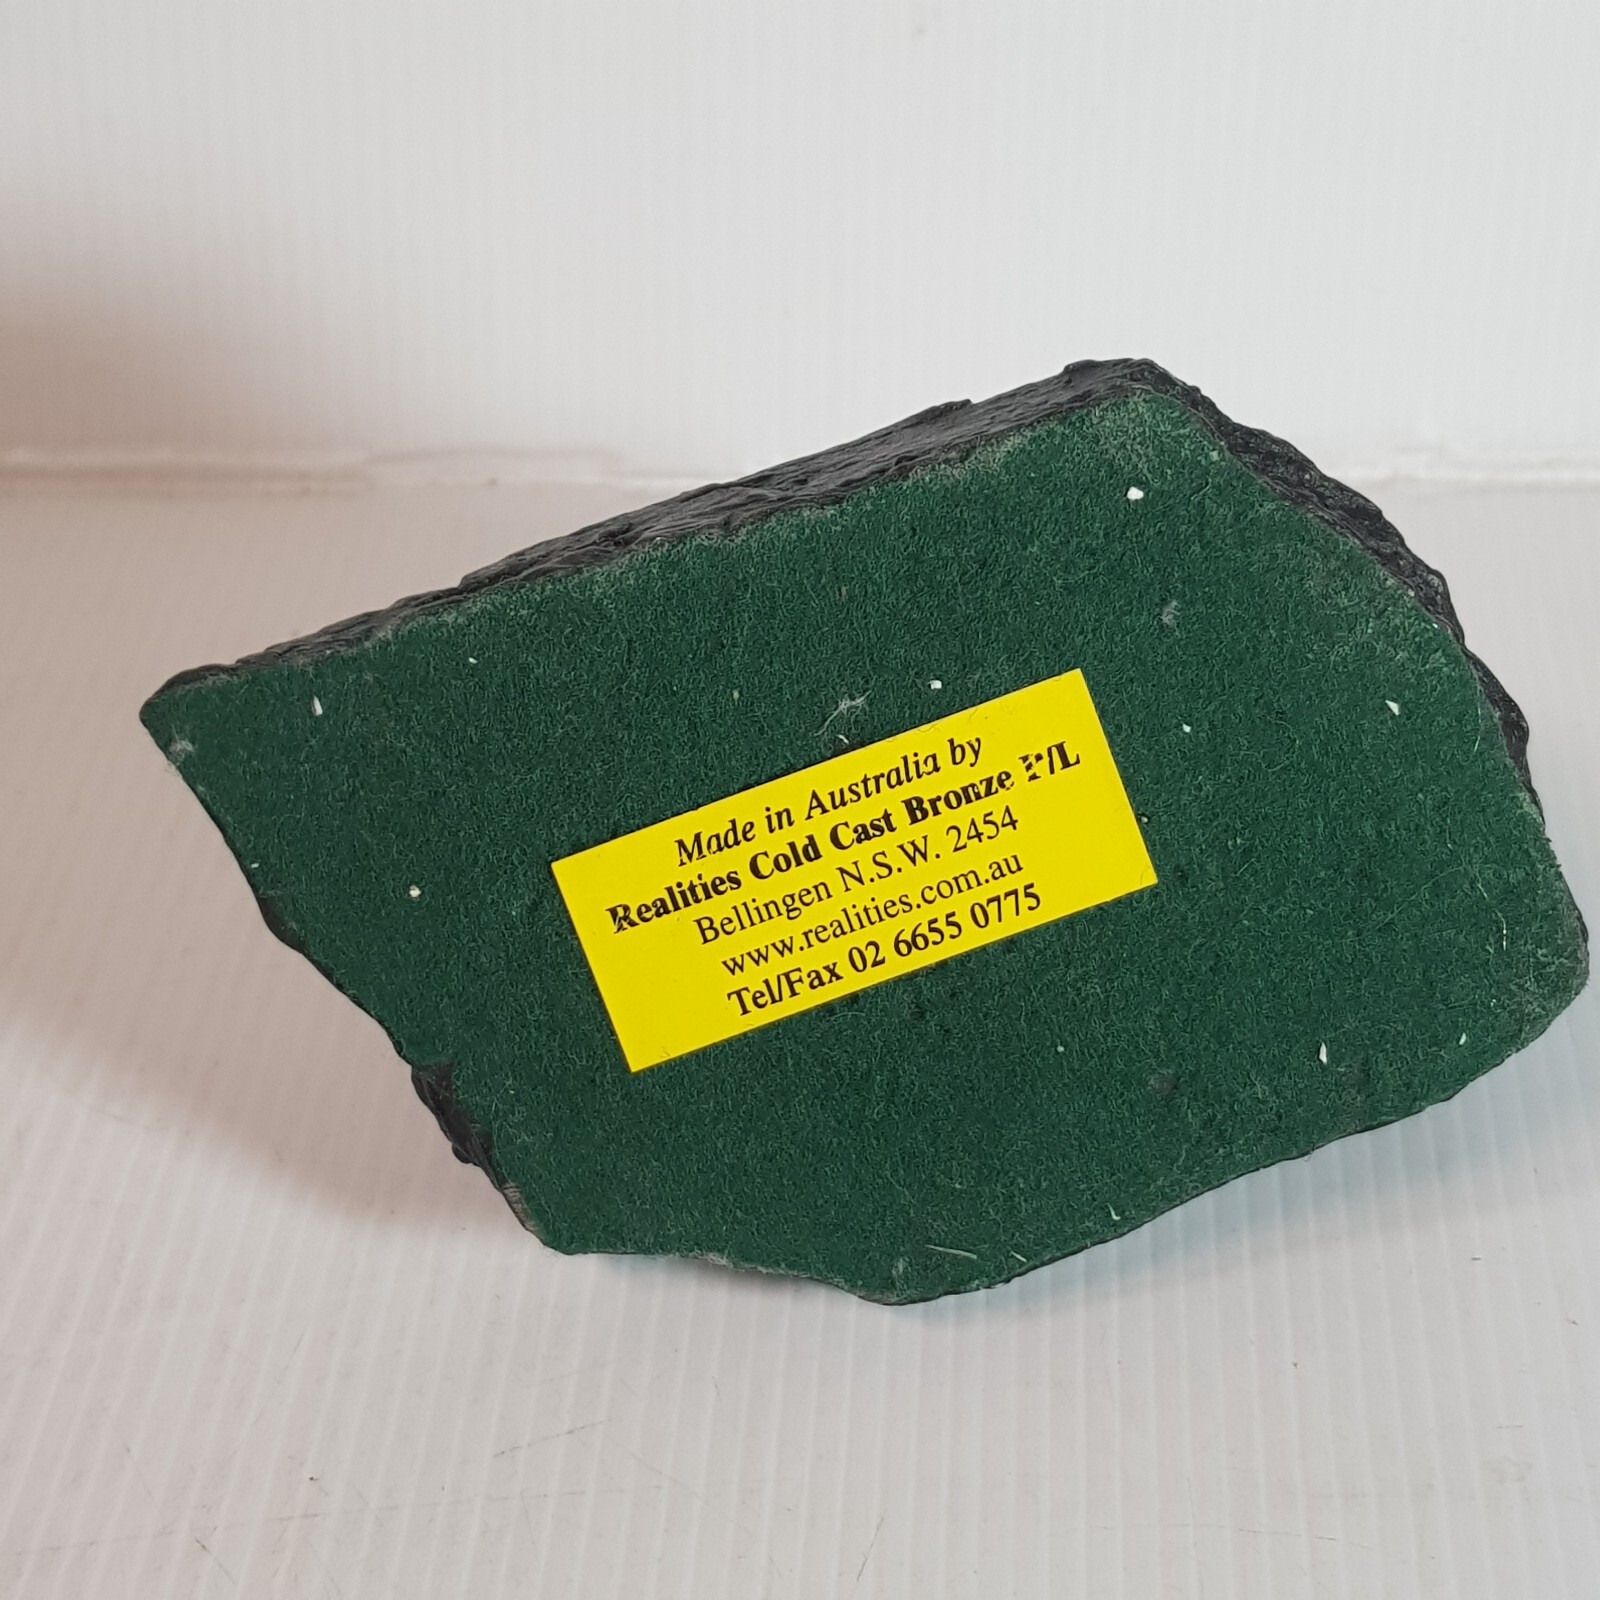 Made in Australia by
Realities Cold Cast Bronze P/L
Bellingen N.S.W. 2454
www.realities.com.au
Tel/Fax 02 6655 0775